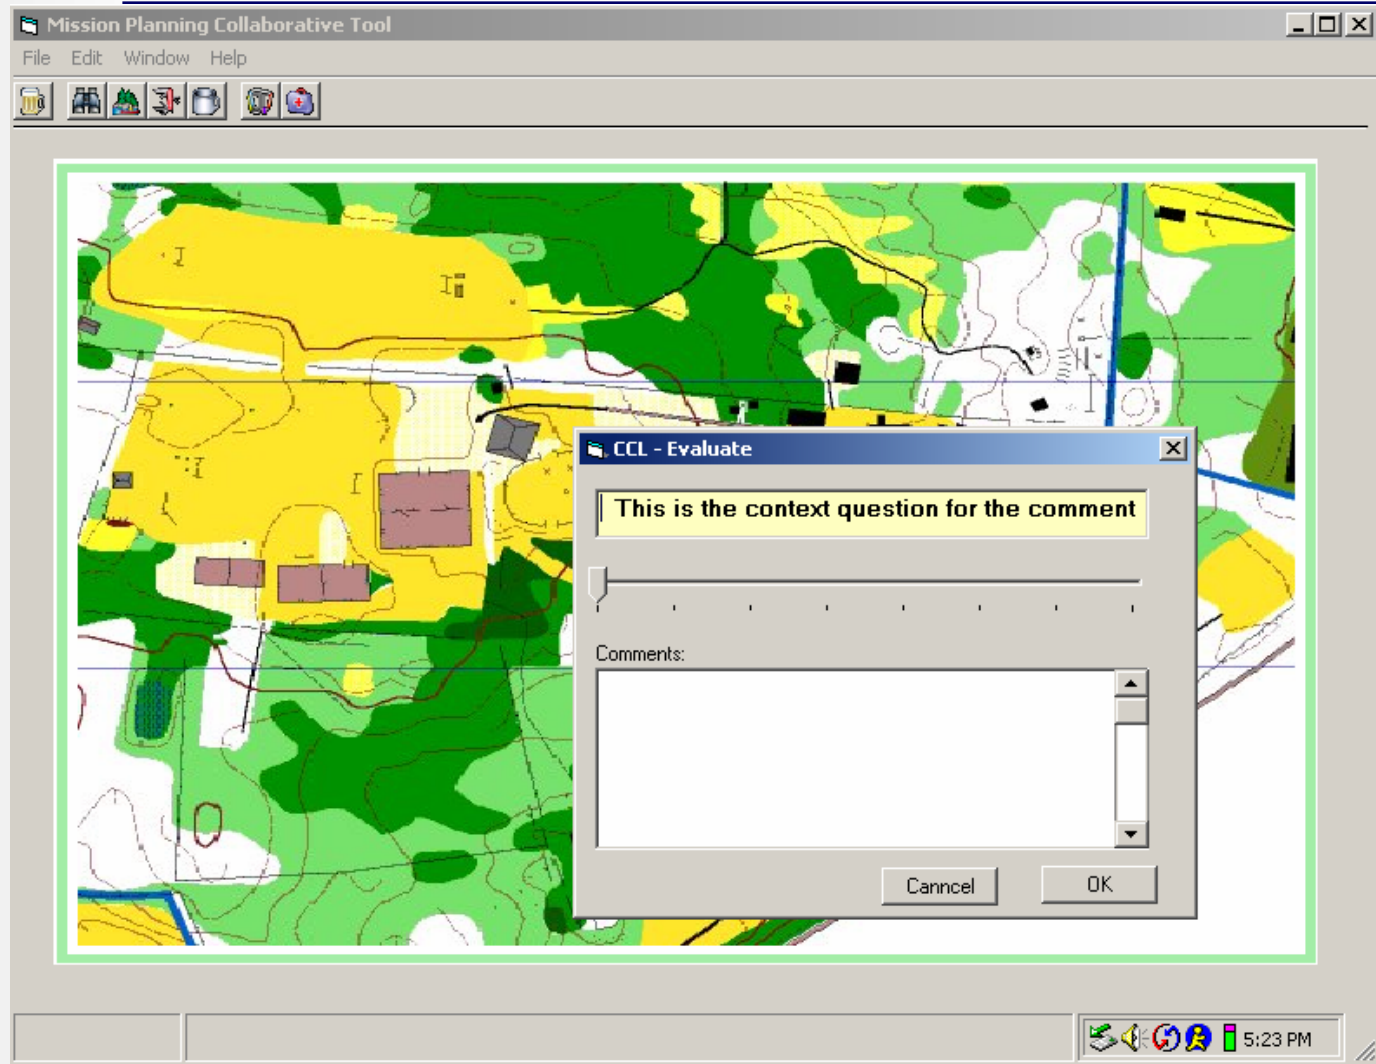 Mission Planning Collaborative Tool
File Edit Window Help
CCL - Evaluate
This is the context question for the comment
Comments:
Canncel OK
5:23 PM